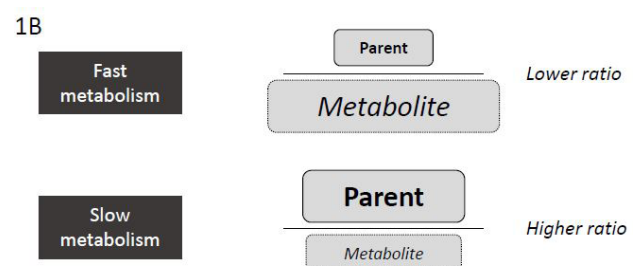 1B
Fast
metabolism
Parent
Metabolite
Lower ratio
Slow
metabolism
Parent
Metabolite
Higher ratio